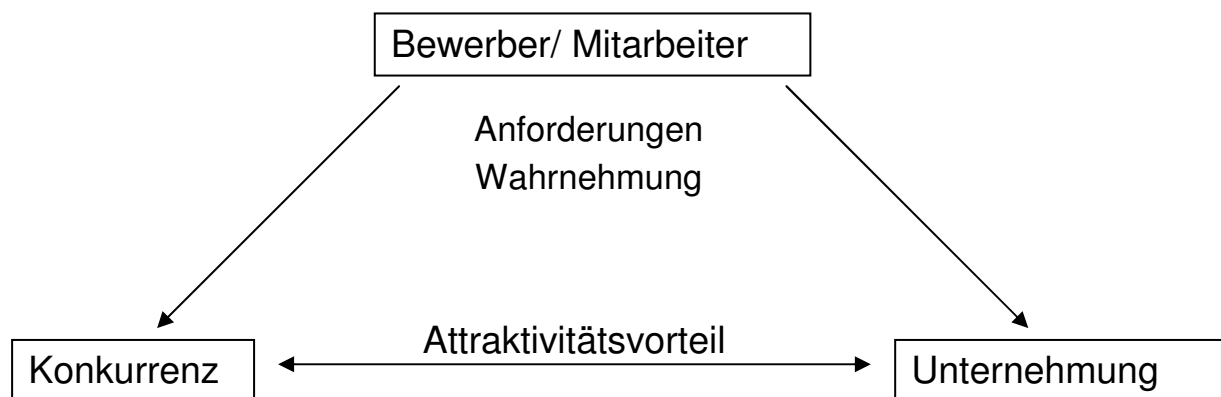 Bewerber/ Mitarbeiter
Anforderungen
Wahrnehmung
Attraktivitätsvorteil
Konkurrenz
Unternehmung